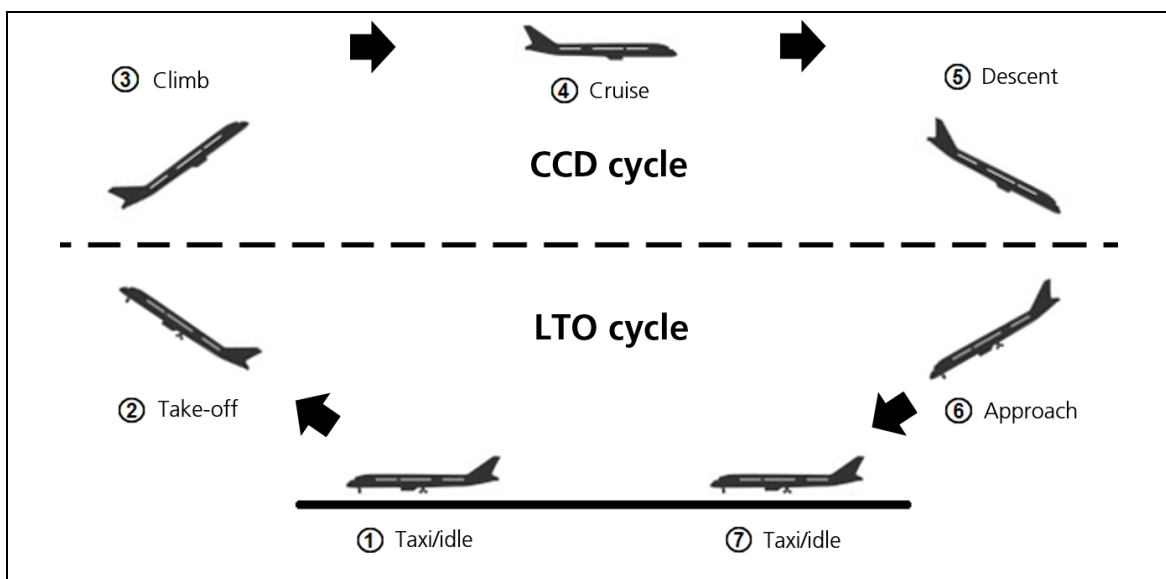 ③ Climb
④ Cruise
⑤ Descent
CCD cycle
LTO cycle
② Take-off
⑥ Approach
① Taxi/idle
⑦ Taxi/idle